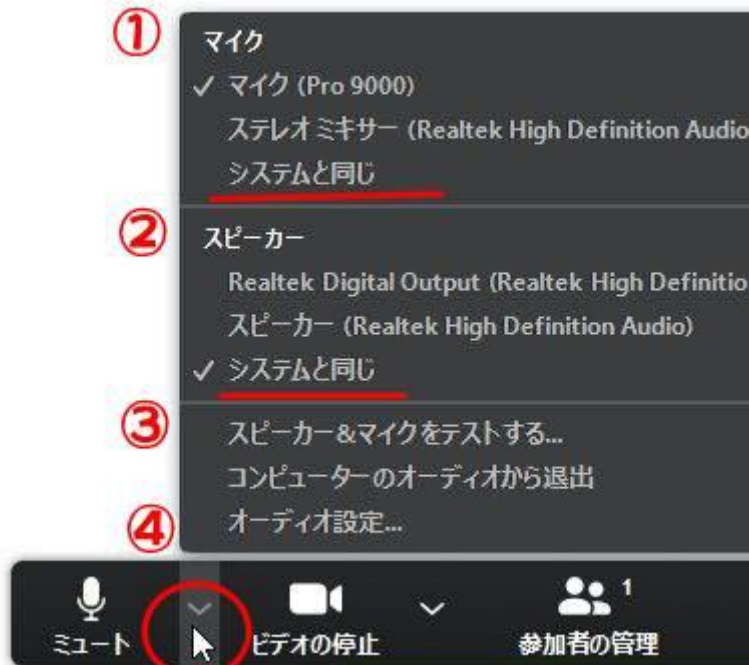 ①
マイク
✓ マイク (Pro 9000)
ステレオ ミキサー (Realtek High Definition Audio
システムと同じ
②
スピーカー
Realtek Digital Output (Realtek High Definitio
スピーカー (Realtek High Definition Audio)
✓ システムと同じ
③
スピーカー&マイクをテストする...
コンピューターのオーディオから退出
④
オーディオ設定...
1
ミュート ビデオの停止 参加者の管理